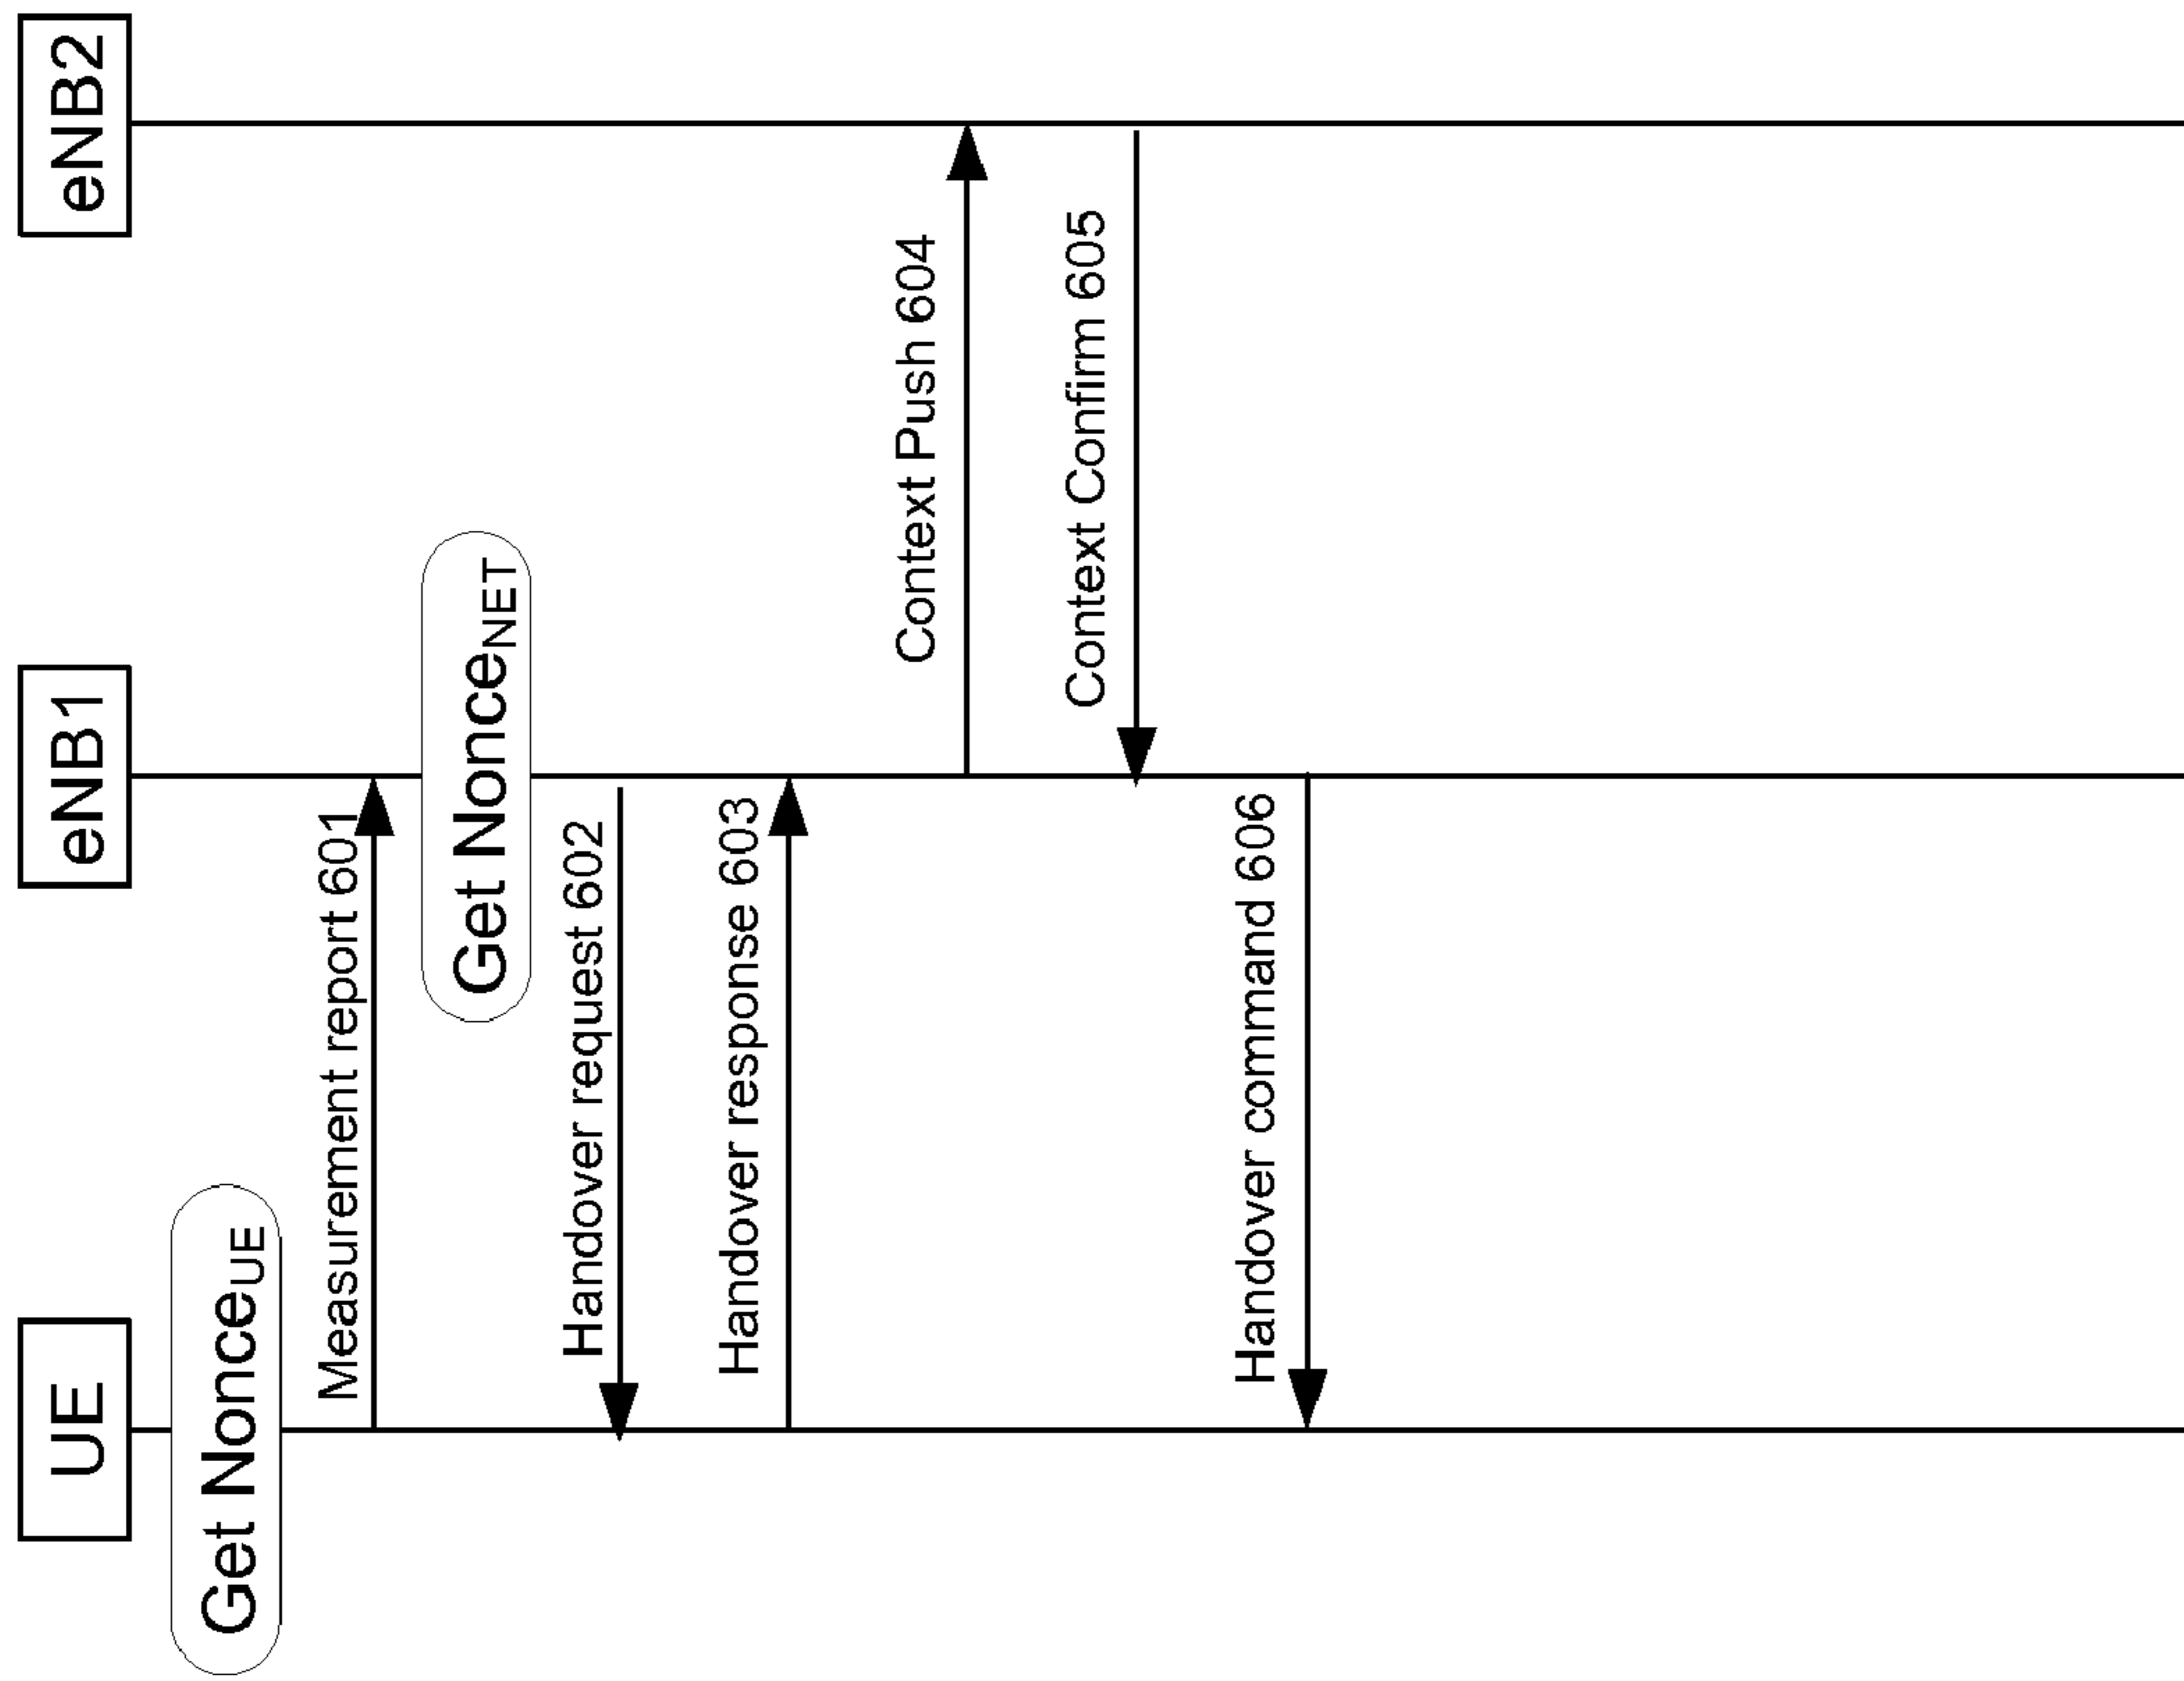 UE
eNB1
eNB2
Get NonceUE
Measurement report 601
Get NonceNET
Handover request 602
Handover response 603
Context Push 604
Context Confirm 605
Handover command 606